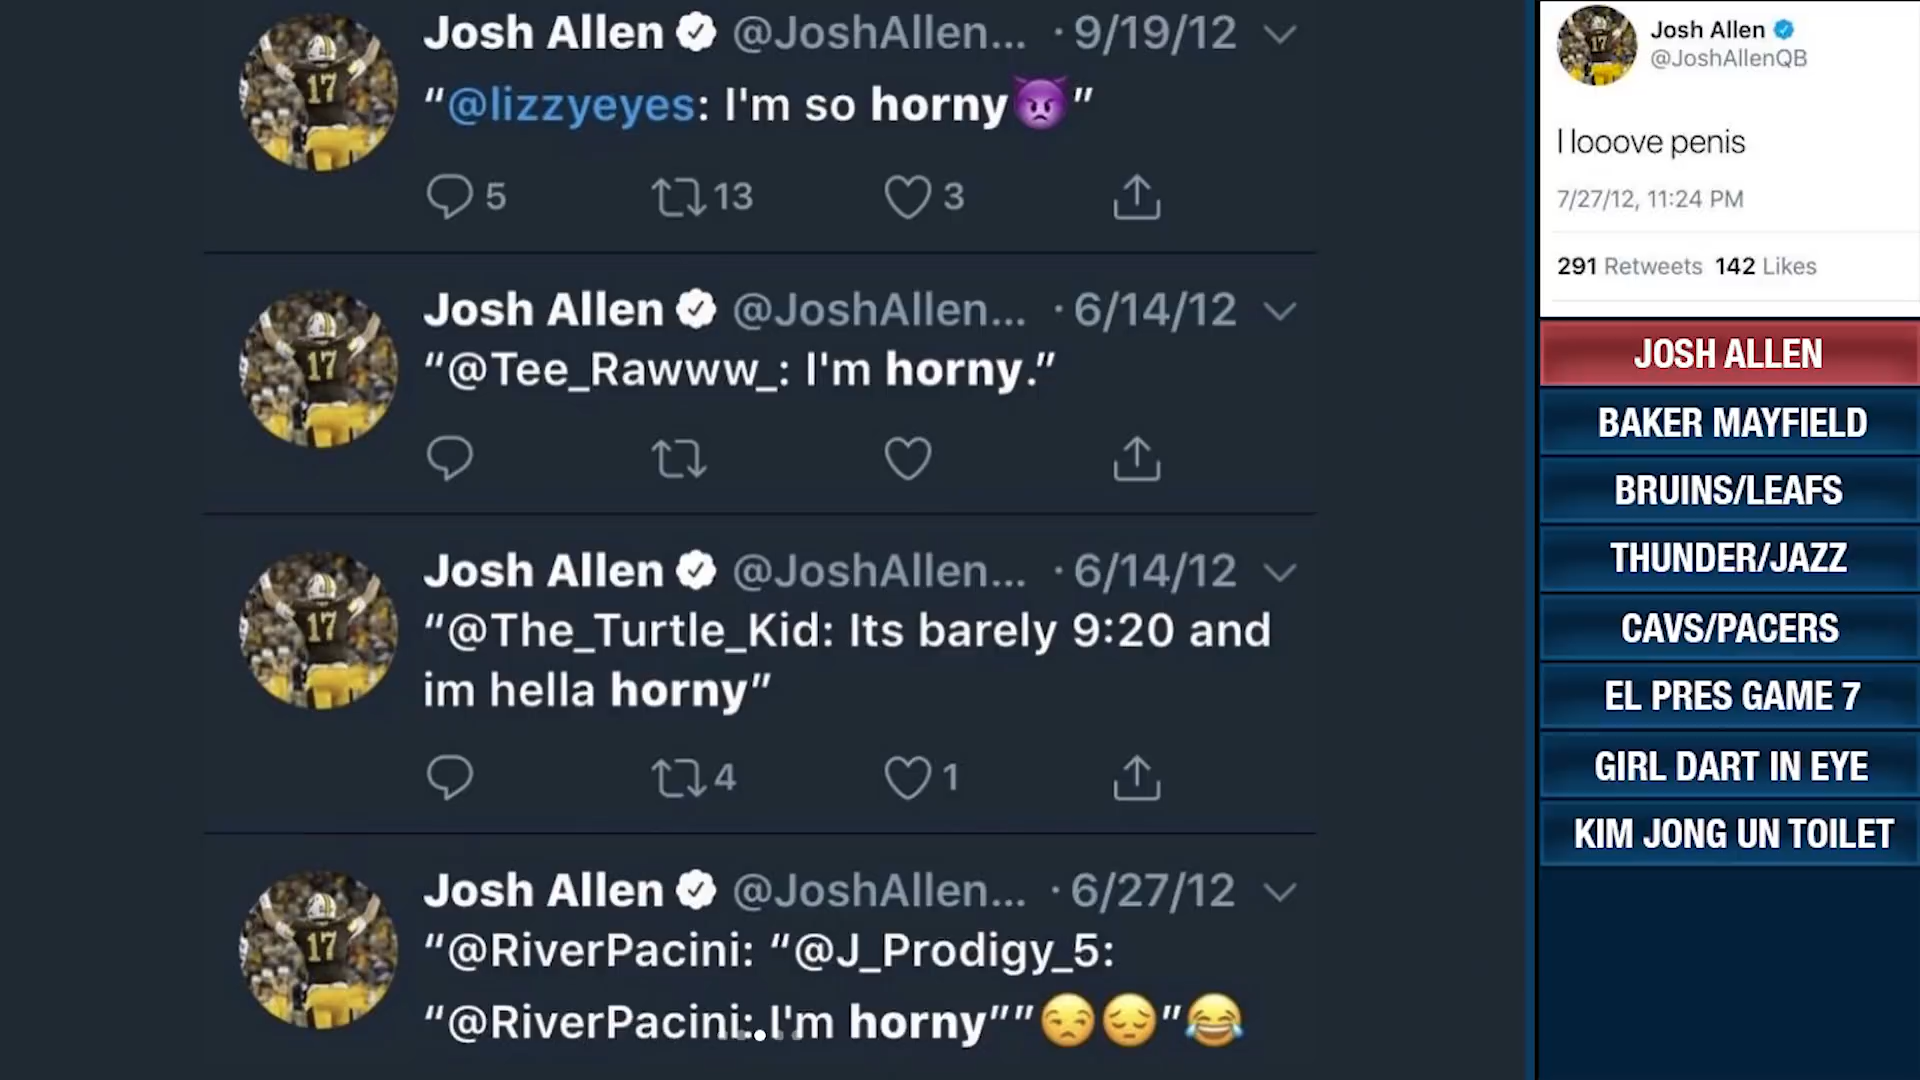 Josh Allen @JoshAllen... · 9/19/12
“@lizzyeyes: I'm so horny😈”
5 13 3
Josh Allen @JoshAllen... · 6/14/12
“@Tee_Rawww_: I'm horny.”
Josh Allen @JoshAllen... · 6/14/12
“@The_Turtle_Kid: Its barely 9:20 and
im hella horny”
4 1
Josh Allen @JoshAllen... · 6/27/12
“@RiverPacini: “@J_Prodigy_5:
“@RiverPacini: I'm horny””😒😔”😂
17
Josh Allen
@JoshAllenQB
I looove penis
7/27/12, 11:24 PM
291 Retweets 142 Likes
JOSH ALLEN
BAKER MAYFIELD
BRUINS/LEAFS
THUNDER/JAZZ
CAVS/PACERS
EL PRES GAME 7
GIRL DART IN EYE
KIM JONG UN TOILET